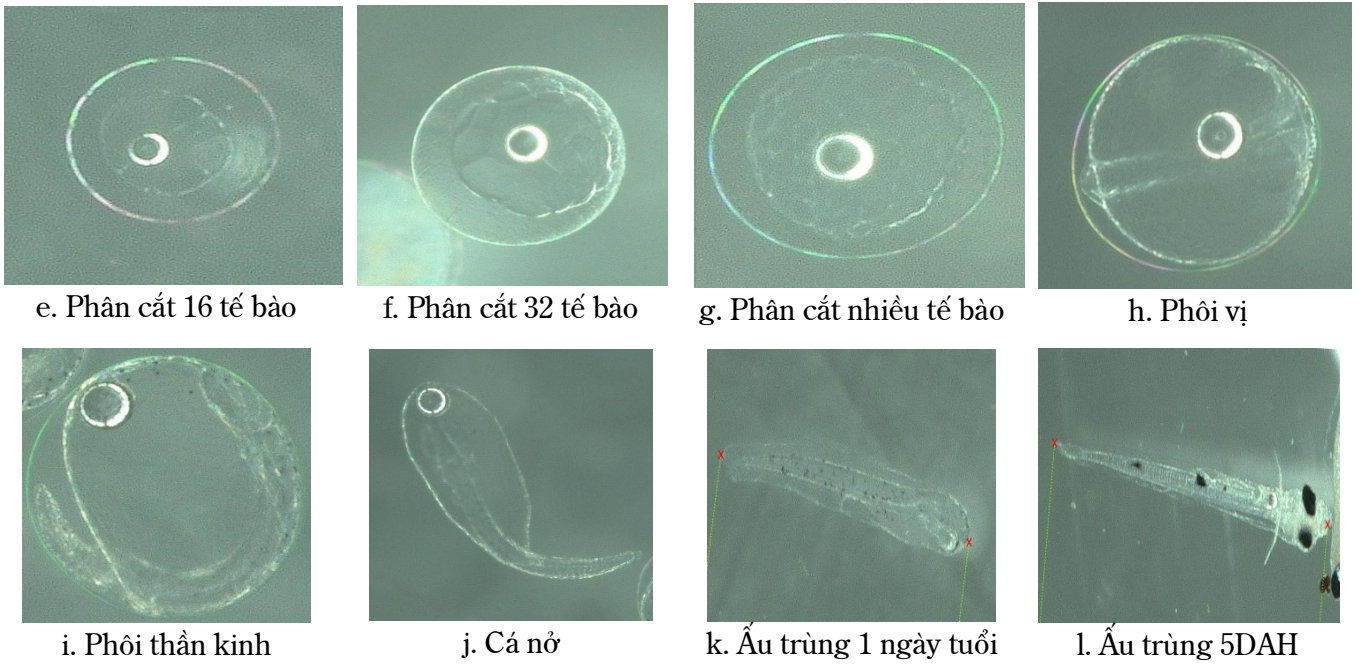 e. Phân cắt 16 tế bào
f. Phân cắt 32 tế bào
g. Phân cắt nhiều tế bào
h. Phôi vị
i. Phôi thần kinh
j. Cá nở
k. Ấu trùng 1 ngày tuổi
l. Ấu trùng 5DAH